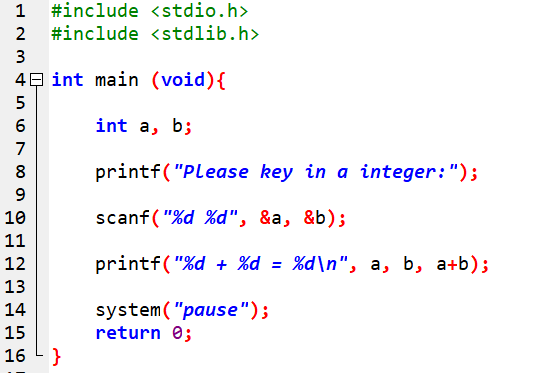 1 #include <stdio.h>
2 #include <stdlib.h>
3
4 int main (void){
5
6 int a, b;
7
8 printf("Please key in a integer:");
9
10 scanf("%d %d", &a, &b);
11
12 printf("%d + %d = %d\n", a, b, a+b);
13
14 system("pause");
15 return 0;
16 }